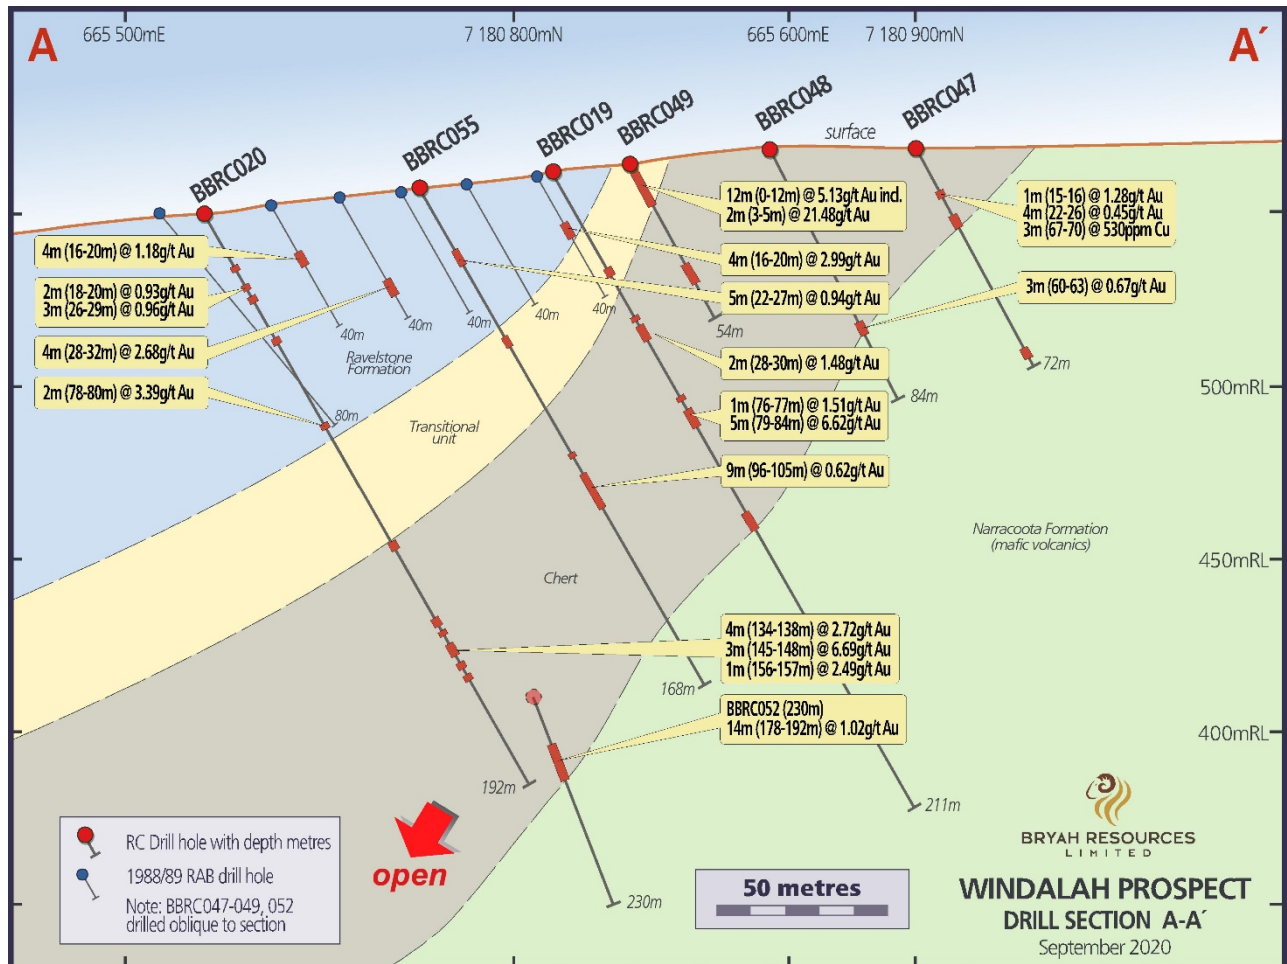 A
665 500mE
7 180 800mN
665 600mE
7 180 900mN
A´
BBRC020
BBRC055
BBRC019
BBRC049
BBRC048
surface
BBRC047
4m (16-20m) @ 1.18g/t Au
2m (18-20m) @ 0.93g/t Au
3m (26-29m) @ 0.96g/t Au
4m (28-32m) @ 2.68g/t Au
2m (78-80m) @ 3.39g/t Au
12m (0-12m) @ 5.13g/t Au ind.
2m (3-5m) @ 21.48g/t Au
4m (16-20m) @ 2.99g/t Au
5m (22-27m) @ 0.94g/t Au
2m (28-30m) @ 1.48g/t Au
1m (76-77m) @ 1.51g/t Au
5m (79-84m) @ 6.62g/t Au
9m (96-105m) @ 0.62g/t Au
1m (15-16) @ 1.28g/t Au
4m (22-26) @ 0.45g/t Au
3m (67-70) @ 530ppm Cu
3m (60-63) @ 0.67g/t Au
40m
40m
40m
40m
40m
54m
72m
84m
80m
Ravelstone
Formation
Transitional
unit
Chert
Narracoota Formation
(mafic volcanics)
500mRL
450mRL
400mRL
4m (134-138m) @ 2.72g/t Au
3m (145-148m) @ 6.69g/t Au
1m (156-157m) @ 2.49g/t Au
BBRC052 (230m)
14m (178-192m) @ 1.02g/t Au
168m
192m
211m
230m
open
RC Drill hole with depth metres
1988/89 RAB drill hole
Note: BBRC047-049, 052
drilled oblique to section
50 metres
BRYAH RESOURCES
LIMITED
WINDALAH PROSPECT
DRILL SECTION A-A´
September 2020